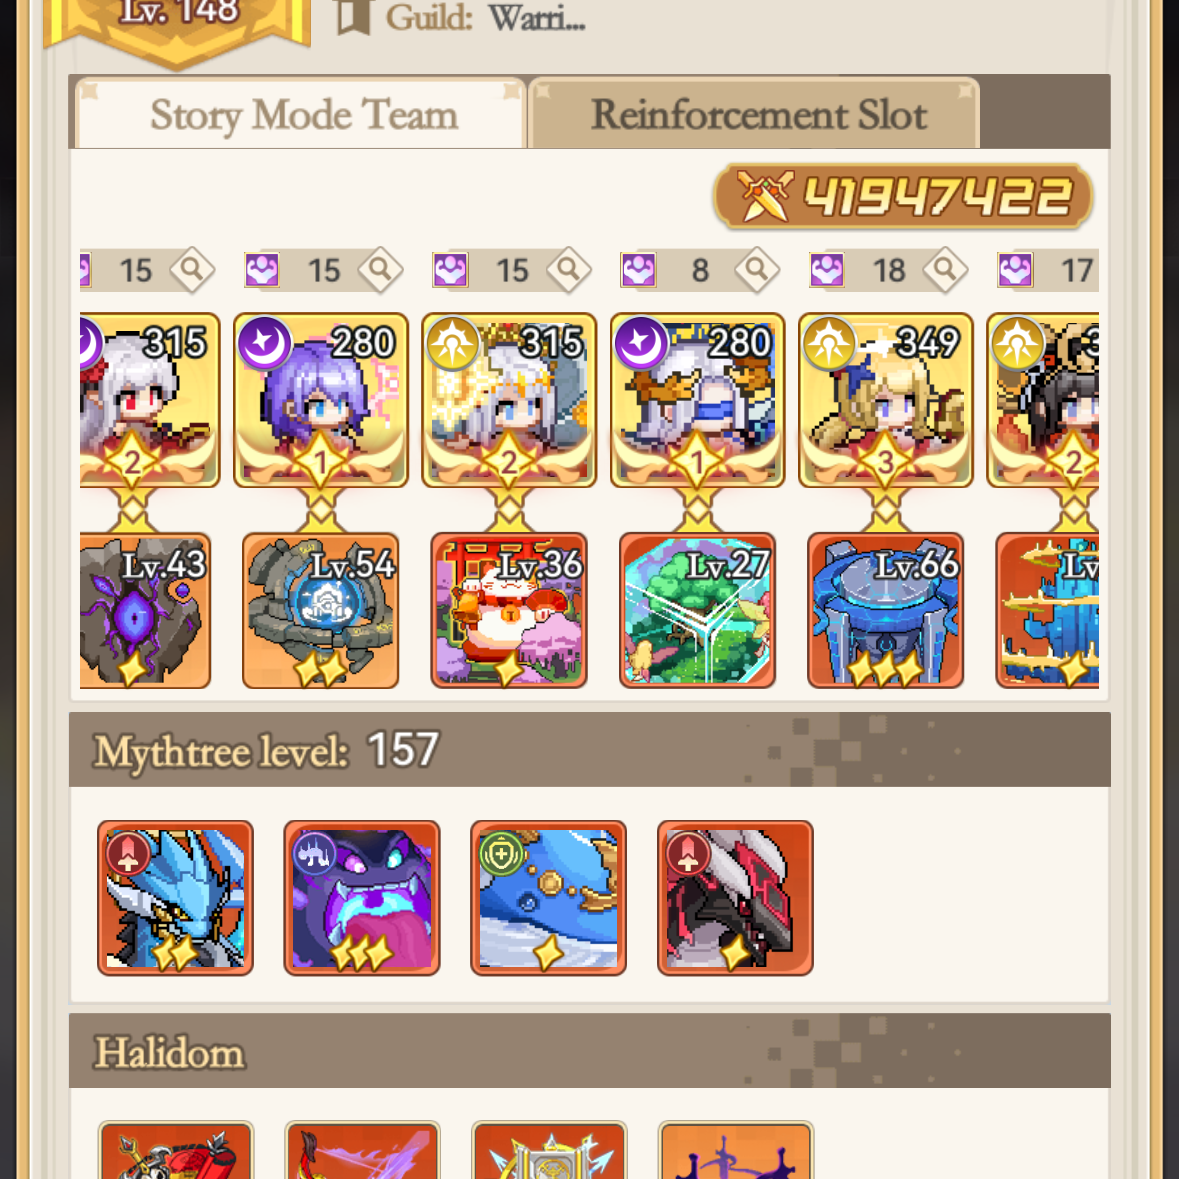 Lv. 148
Guild: Warri...
Story Mode Team
Reinforcement Slot
41947422
15 15 15 8 18 17
315 280 315 280 349
2 1 2 1 3 2
Lv.43 Lv.54 Lv.36 Lv.27 Lv.66 Lv
Mythtree level: 157
Halidom